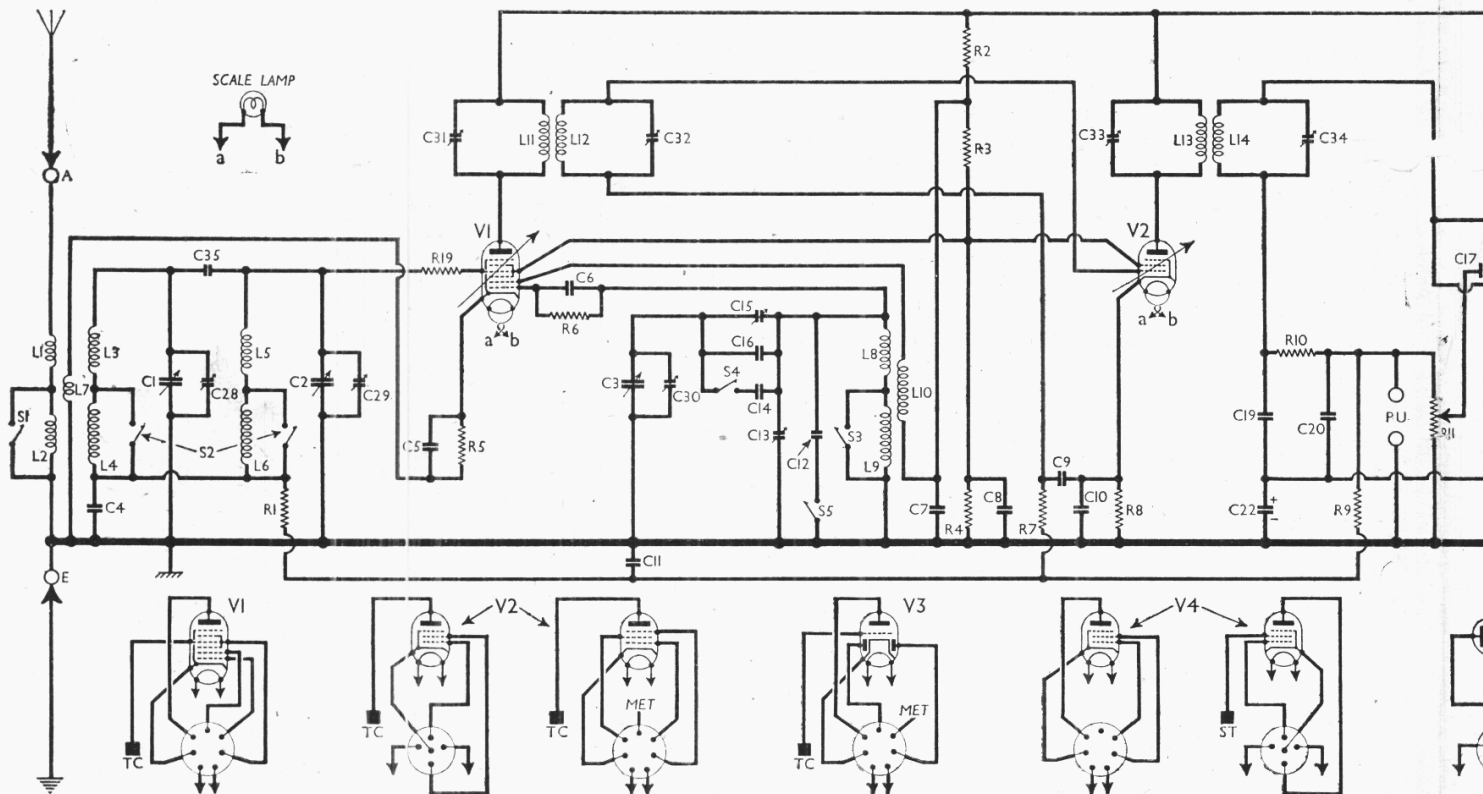 SCALE LAMP
a b
A
R2
C31
L11
L12
C32
R3
C33
L13
L14
C34
V1
V2
C35
R19
C6
R6
C17
a b
a b
L1
L3
L5
C15
C16
L8
R10
L7
C1
C28
C2
C29
C3
C30
S4
C14
L10
C19
C20
PU
R11
S1
L2
L4
S2
L6
C5
R5
C13
C12
S3
L9
C9
C4
R1
S5
C7
R4
C8
R7
C10
R8
C22
+
−
R9
E
C11
V1
V2
V3
V4
MET
MET
TC
TC
TC
TC
ST